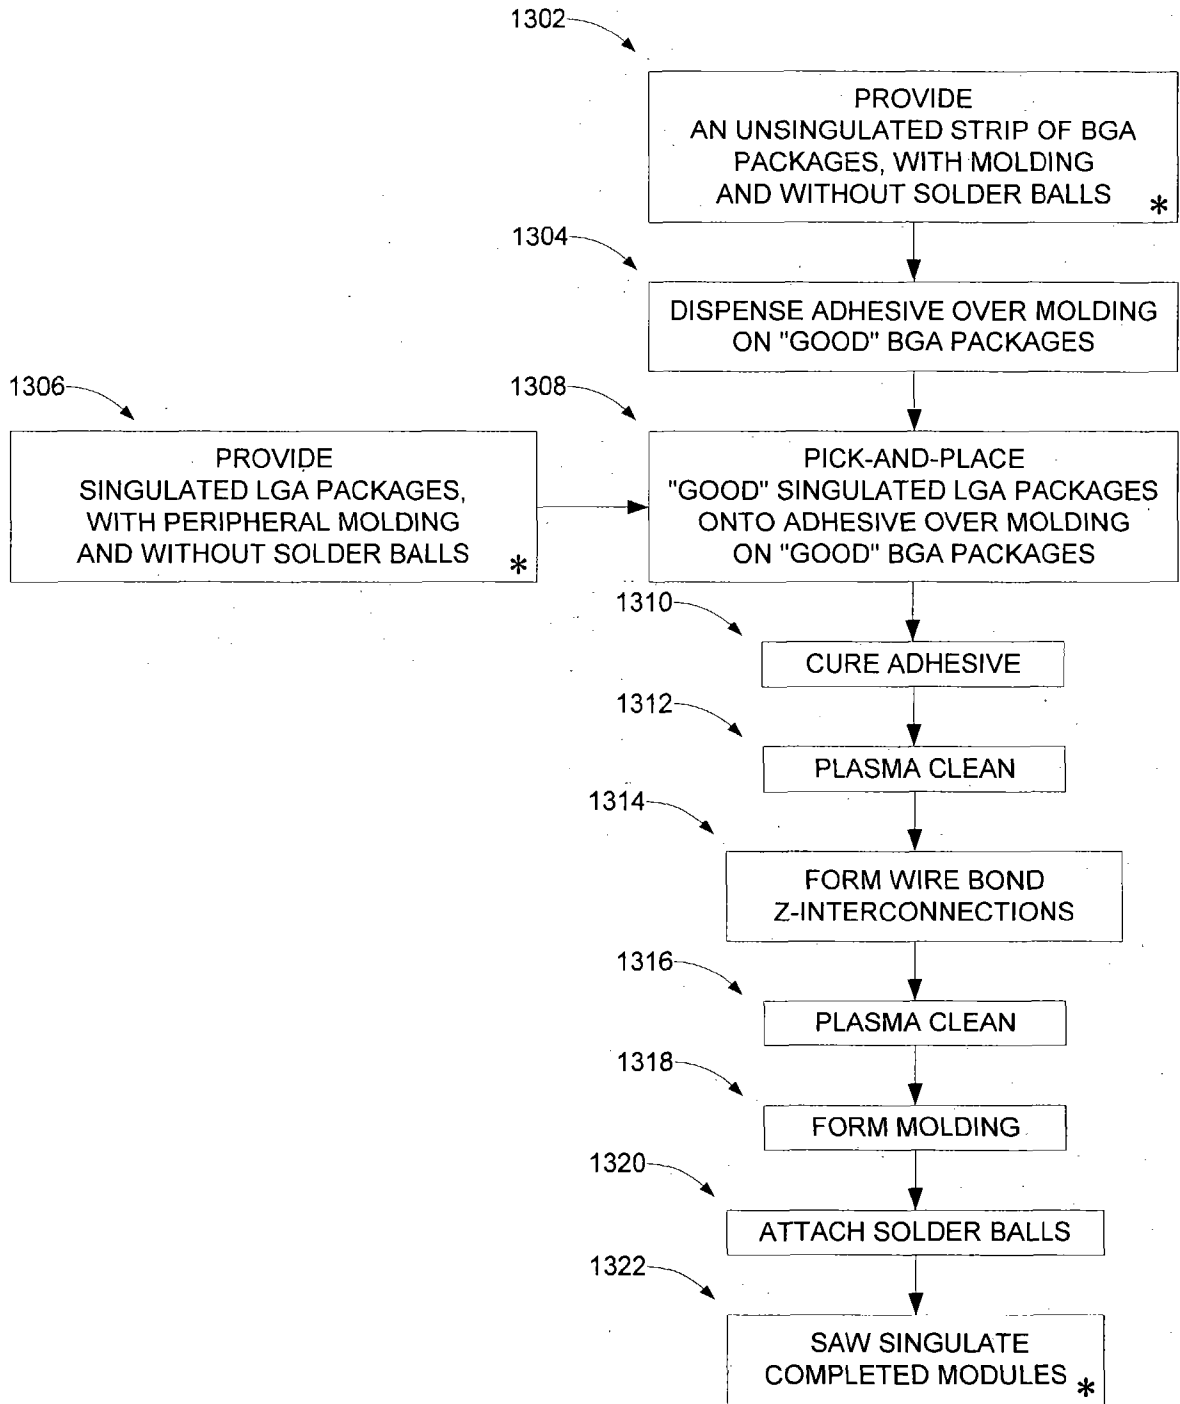 1302
PROVIDE
AN UNSINGULATED STRIP OF BGA
PACKAGES, WITH MOLDING
AND WITHOUT SOLDER BALLS
*
1304
DISPENSE ADHESIVE OVER MOLDING
ON "GOOD" BGA PACKAGES
1306
PROVIDE
SINGULATED LGA PACKAGES,
WITH PERIPHERAL MOLDING
AND WITHOUT SOLDER BALLS
*
1308
PICK-AND-PLACE
"GOOD" SINGULATED LGA PACKAGES
ONTO ADHESIVE OVER MOLDING
ON "GOOD" BGA PACKAGES
1310
CURE ADHESIVE
1312
PLASMA CLEAN
1314
FORM WIRE BOND
Z-INTERCONNECTIONS
1316
PLASMA CLEAN
1318
FORM MOLDING
1320
ATTACH SOLDER BALLS
1322
SAW SINGULATE
COMPLETED MODULES
*